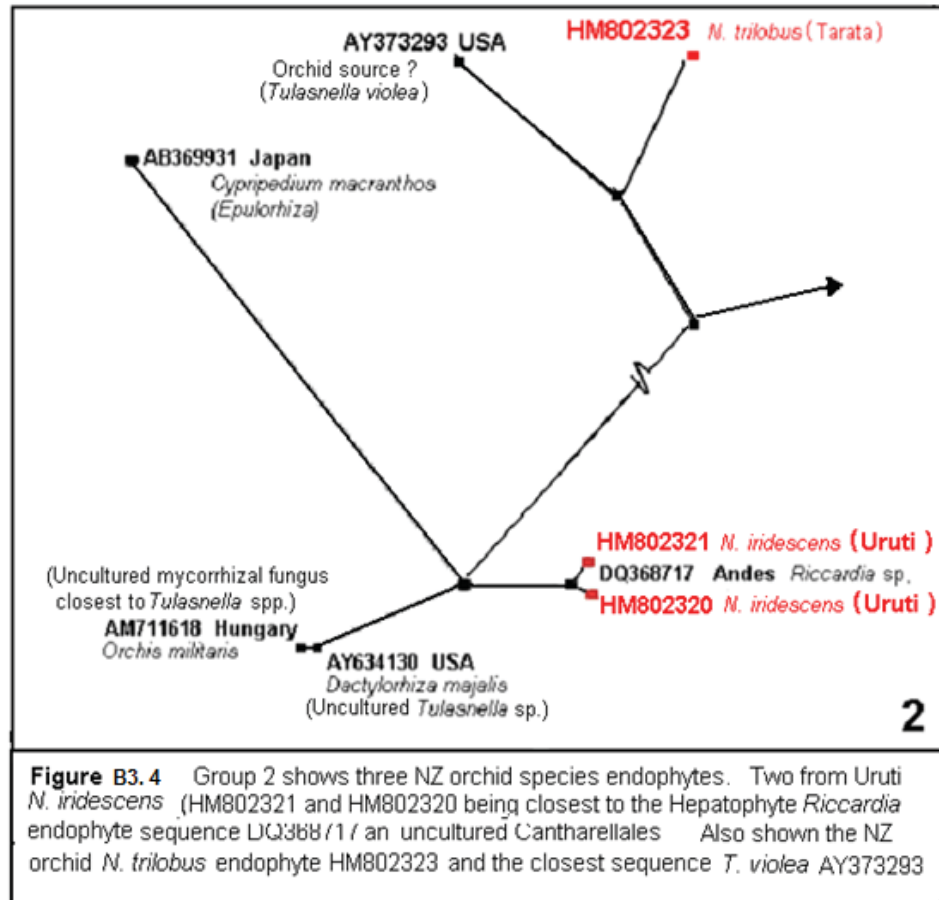 AY373293 USA
Orchid source ?
(Tulasnella violea)
HM802323 N. trilobus (Tarata)
AB369931 Japan
Cypripedium macranthos
(Epulorhiza)
HM802321 N. iridescens (Uruti )
DQ368717 Andes Riccardia sp.
HM802320 N. iridescens (Uruti )
(Uncultured mycorrhizal fungus
closest to Tulasnella spp.)
AM711618 Hungary
Orchis militaris
AY634130 USA
Dactylorhiza majalis
(Uncultured Tulasnella sp.)
2
Figure B3.4 Group 2 shows three NZ orchid species endophytes. Two from Uruti
N. iridescens (HM802321 and HM802320 being closest to the Hepatophyte Riccardia
endophyte sequence DQ368717 an uncultured Cantharellales Also shown the NZ
orchid N. trilobus endophyte HM802323 and the closest sequence T. violea AY373293